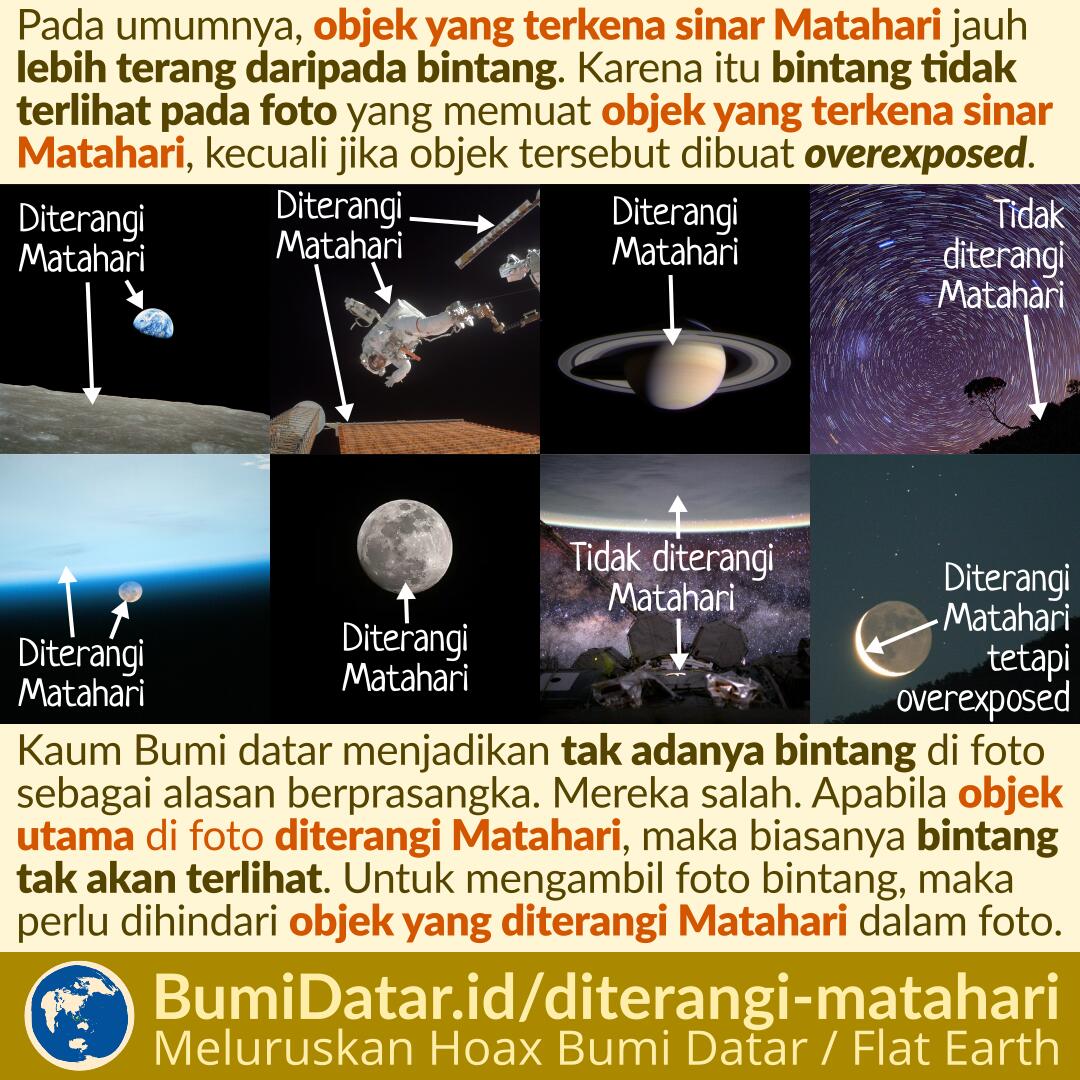 Pada umumnya, objek yang terkena sinar Matahari jauh
lebih terang daripada bintang. Karena itu bintang tidak
terlihat pada foto yang memuat objek yang terkena sinar
Matahari, kecuali jika objek tersebut dibuat overexposed.
Diterangi
Matahari
Diterangi
Matahari
Diterangi
Matahari
Tidak
diterangi
Matahari
Diterangi
Matahari
Diterangi
Matahari
Tidak diterangi
Matahari
Diterangi
Matahari
tetapi
overexposed
Kaum Bumi datar menjadikan tak adanya bintang di foto
sebagai alasan berprasangka. Mereka salah. Apabila objek
utama di foto diterangi Matahari, maka biasanya bintang
tak akan terlihat. Untuk mengambil foto bintang, maka
perlu dihindari objek yang diterangi Matahari dalam foto.
BumiDatar.id/diterangi-matahari
Meluruskan Hoax Bumi Datar / Flat Earth